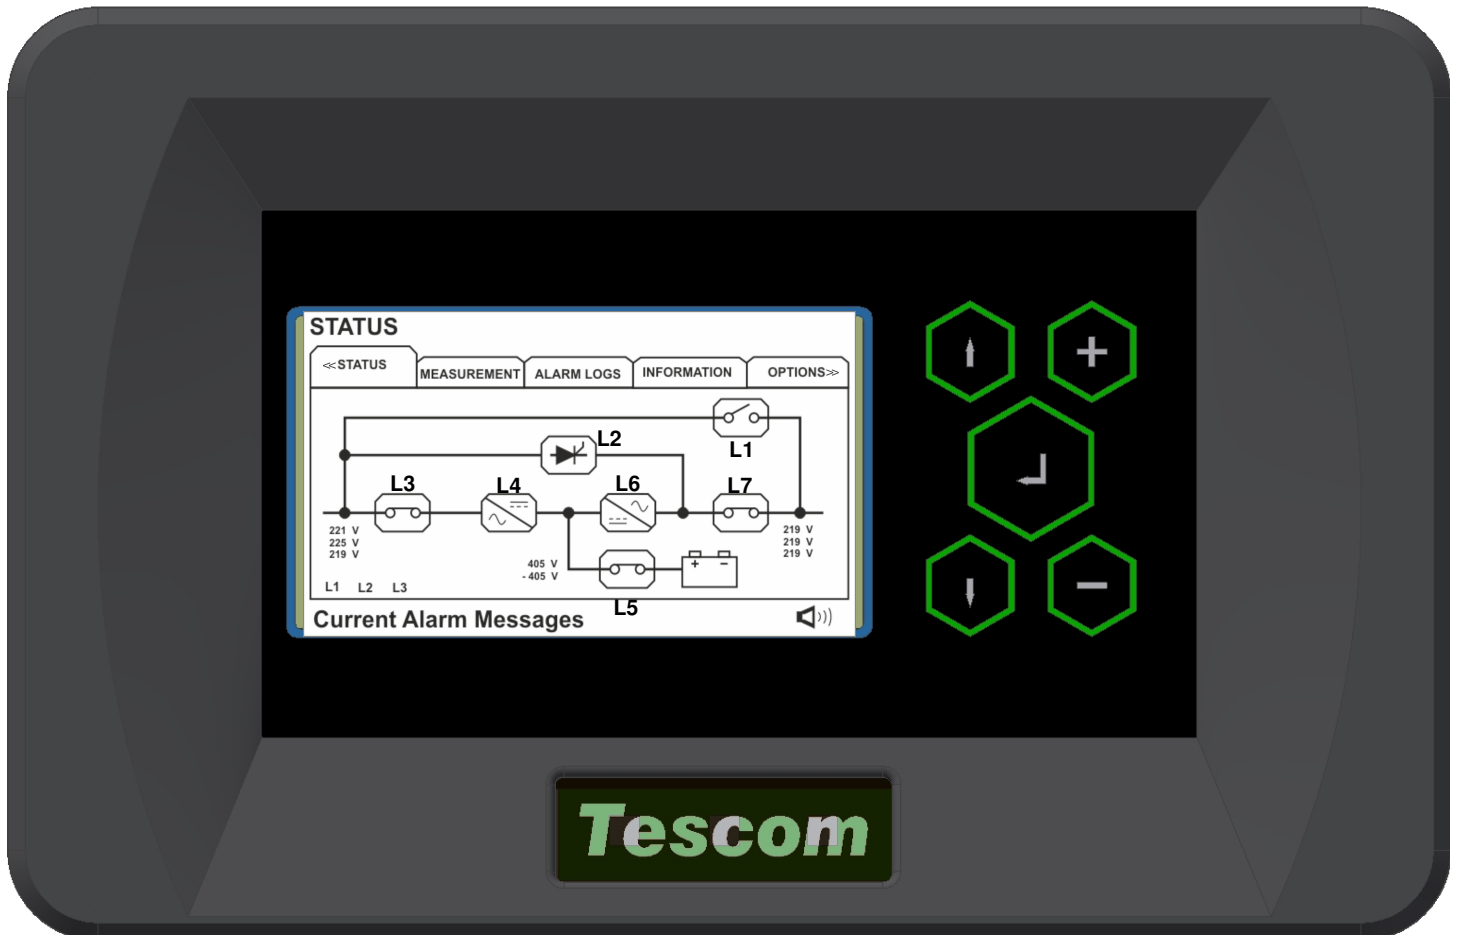 STATUS
<<STATUS
MEASUREMENT
ALARM LOGS
INFORMATION
OPTIONS>>
L1
L2
L3
L4
L6
L7
221 V
225 V
219 V
219 V
219 V
219 V
405 V
- 405 V
+ -
L1 L2 L3
L5
Current Alarm Messages
Tescom